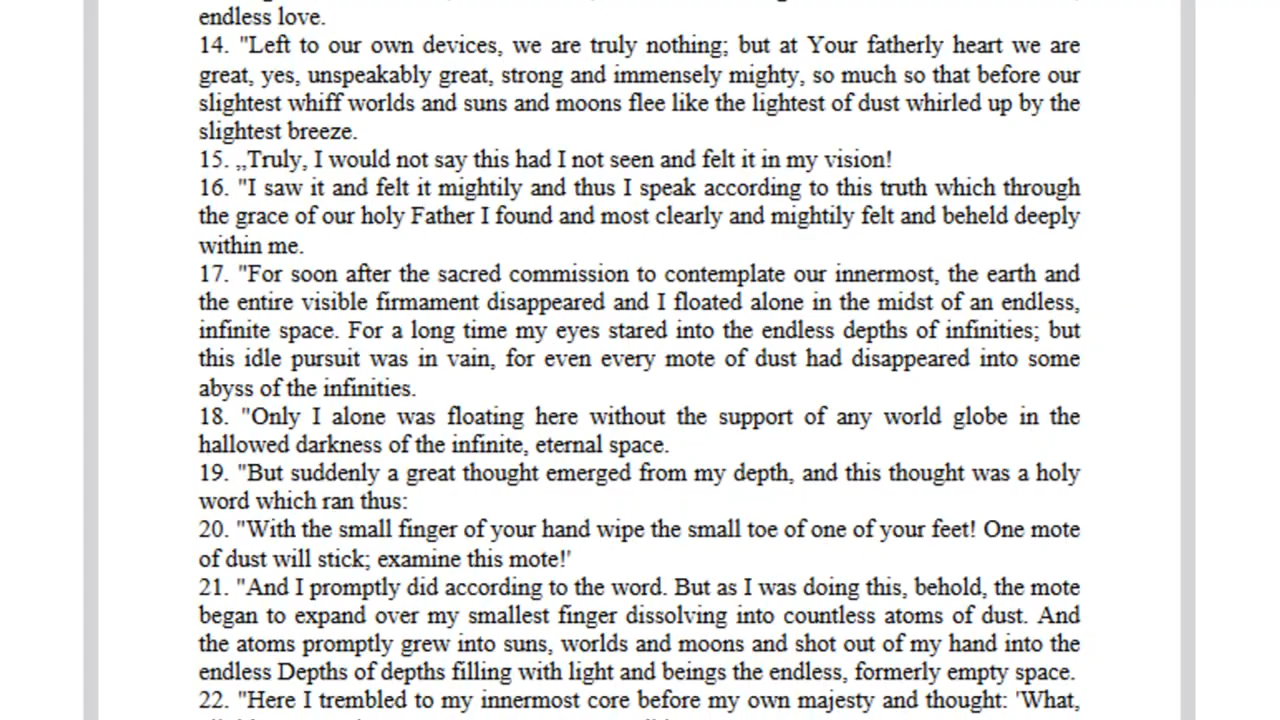 endless love.
14. "Left to our own devices, we are truly nothing; but at Your fatherly heart we are
great, yes, unspeakably great, strong and immensely mighty, so much so that before our
slightest whiff worlds and suns and moons flee like the lightest of dust whirled up by the
slightest breeze.
15. „Truly, I would not say this had I not seen and felt it in my vision!
16. "I saw it and felt it mightily and thus I speak according to this truth which through
the grace of our holy Father I found and most clearly and mightily felt and beheld deeply
within me.
17. "For soon after the sacred commission to contemplate our innermost, the earth and
the entire visible firmament disappeared and I floated alone in the midst of an endless,
infinite space. For a long time my eyes stared into the endless depths of infinities; but
this idle pursuit was in vain, for even every mote of dust had disappeared into some
abyss of the infinities.
18. "Only I alone was floating here without the support of any world globe in the
hallowed darkness of the infinite, eternal space.
19. "But suddenly a great thought emerged from my depth, and this thought was a holy
word which ran thus:
20. "With the small finger of your hand wipe the small toe of one of your feet! One mote
of dust will stick; examine this mote!'
21. "And I promptly did according to the word. But as I was doing this, behold, the mote
began to expand over my smallest finger dissolving into countless atoms of dust. And
the atoms promptly grew into suns, worlds and moons and shot out of my hand into the
endless Depths of depths filling with light and beings the endless, formerly empty space.
22. "Here I trembled to my innermost core before my own majesty and thought: 'What,